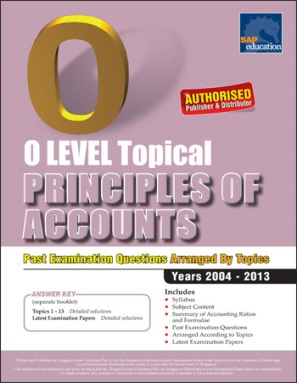 SAP
education
AUTHORISED
Publisher & Distributor
O
O LEVEL Topical
PRINCIPLES OF
ACCOUNTS
Past Examination Questions Arranged By Topics
Years 2004 - 2013
ANSWER KEY
(separate booklet)
Topics 1 - 13 Detailed solutions
Latest Examination Papers Detailed solutions
Includes
• Syllabus
• Subject Content
• Summary of Accounting Ratios
and Formulae
• Past Examination Questions
• Arranged According to Topics
• Latest Examination Papers